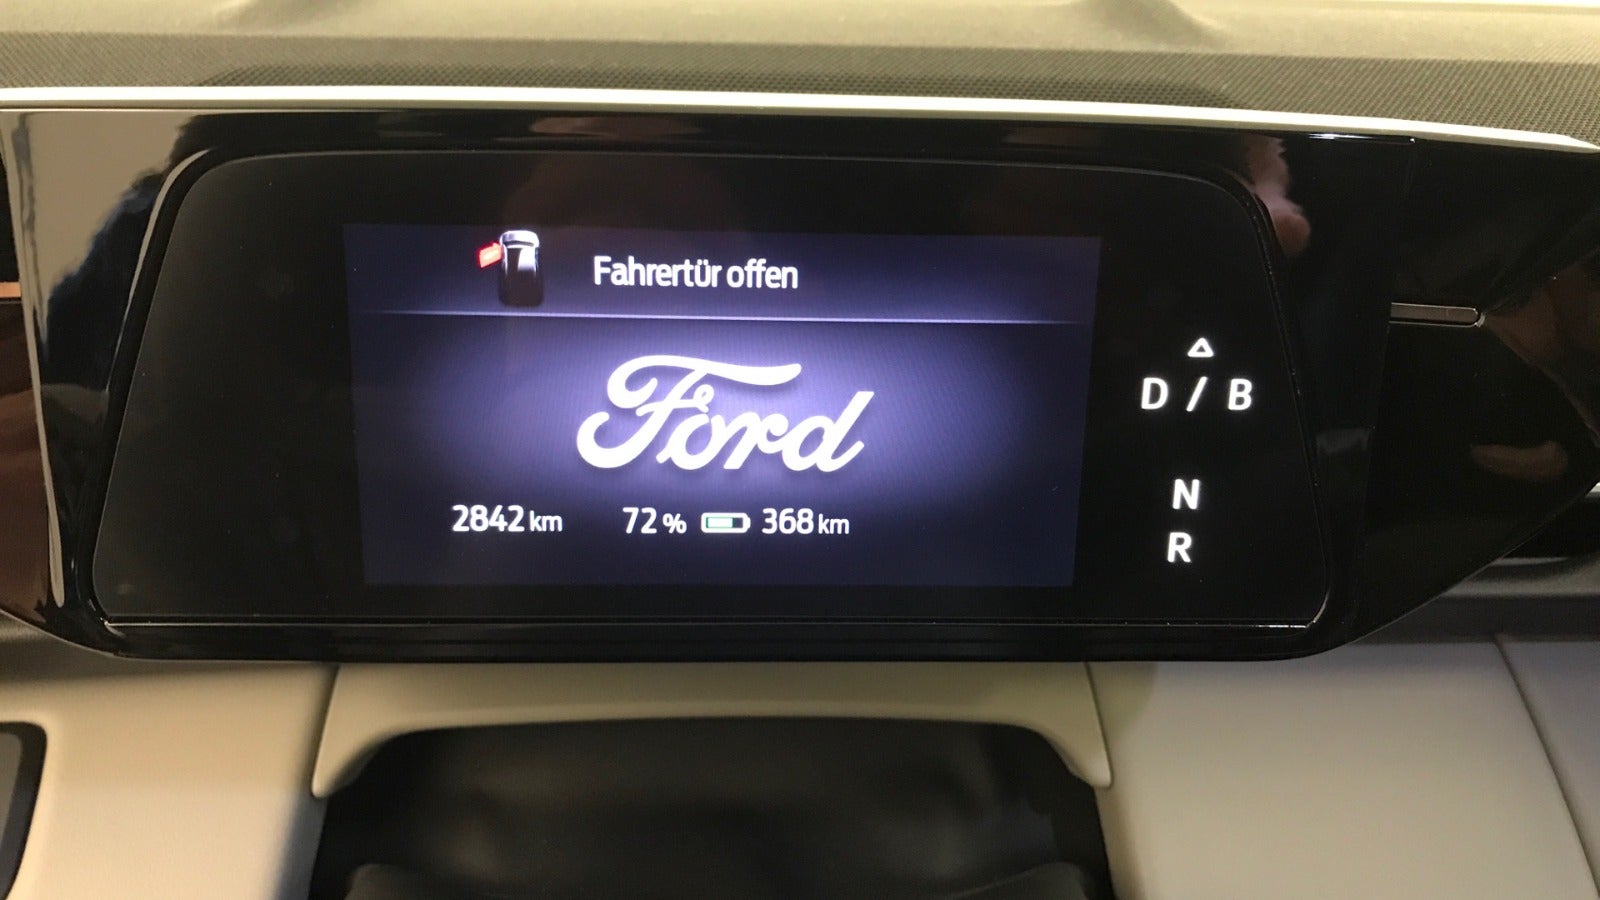 Fahrertür offen
Ford
2842 km 72 % 368 km
D / B
N
R